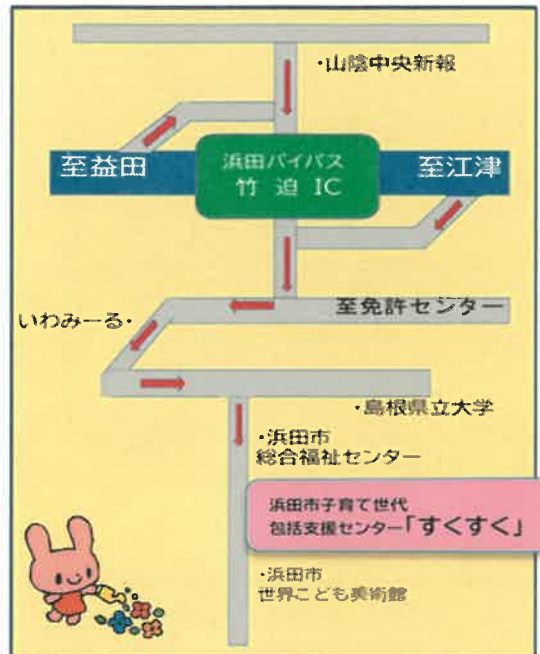 ・山陰中央新報
至益田
浜田バイパス
竹迫 IC
至江津
至免許センター
いわみーる・
・島根県立大学
・浜田市
総合福祉センター
浜田市子育て世代
包括支援センター「すくすく」
・浜田市
世界こども美術館